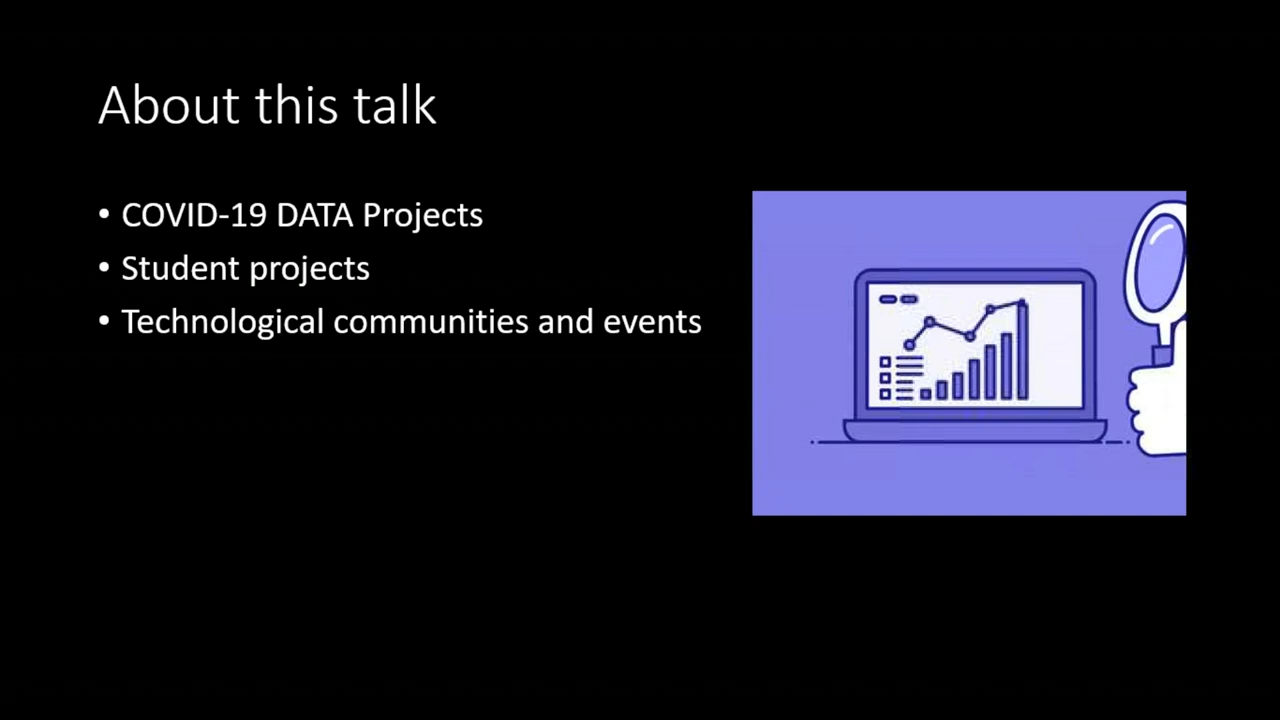 About this talk
• COVID-19 DATA Projects
• Student projects
• Technological communities and events